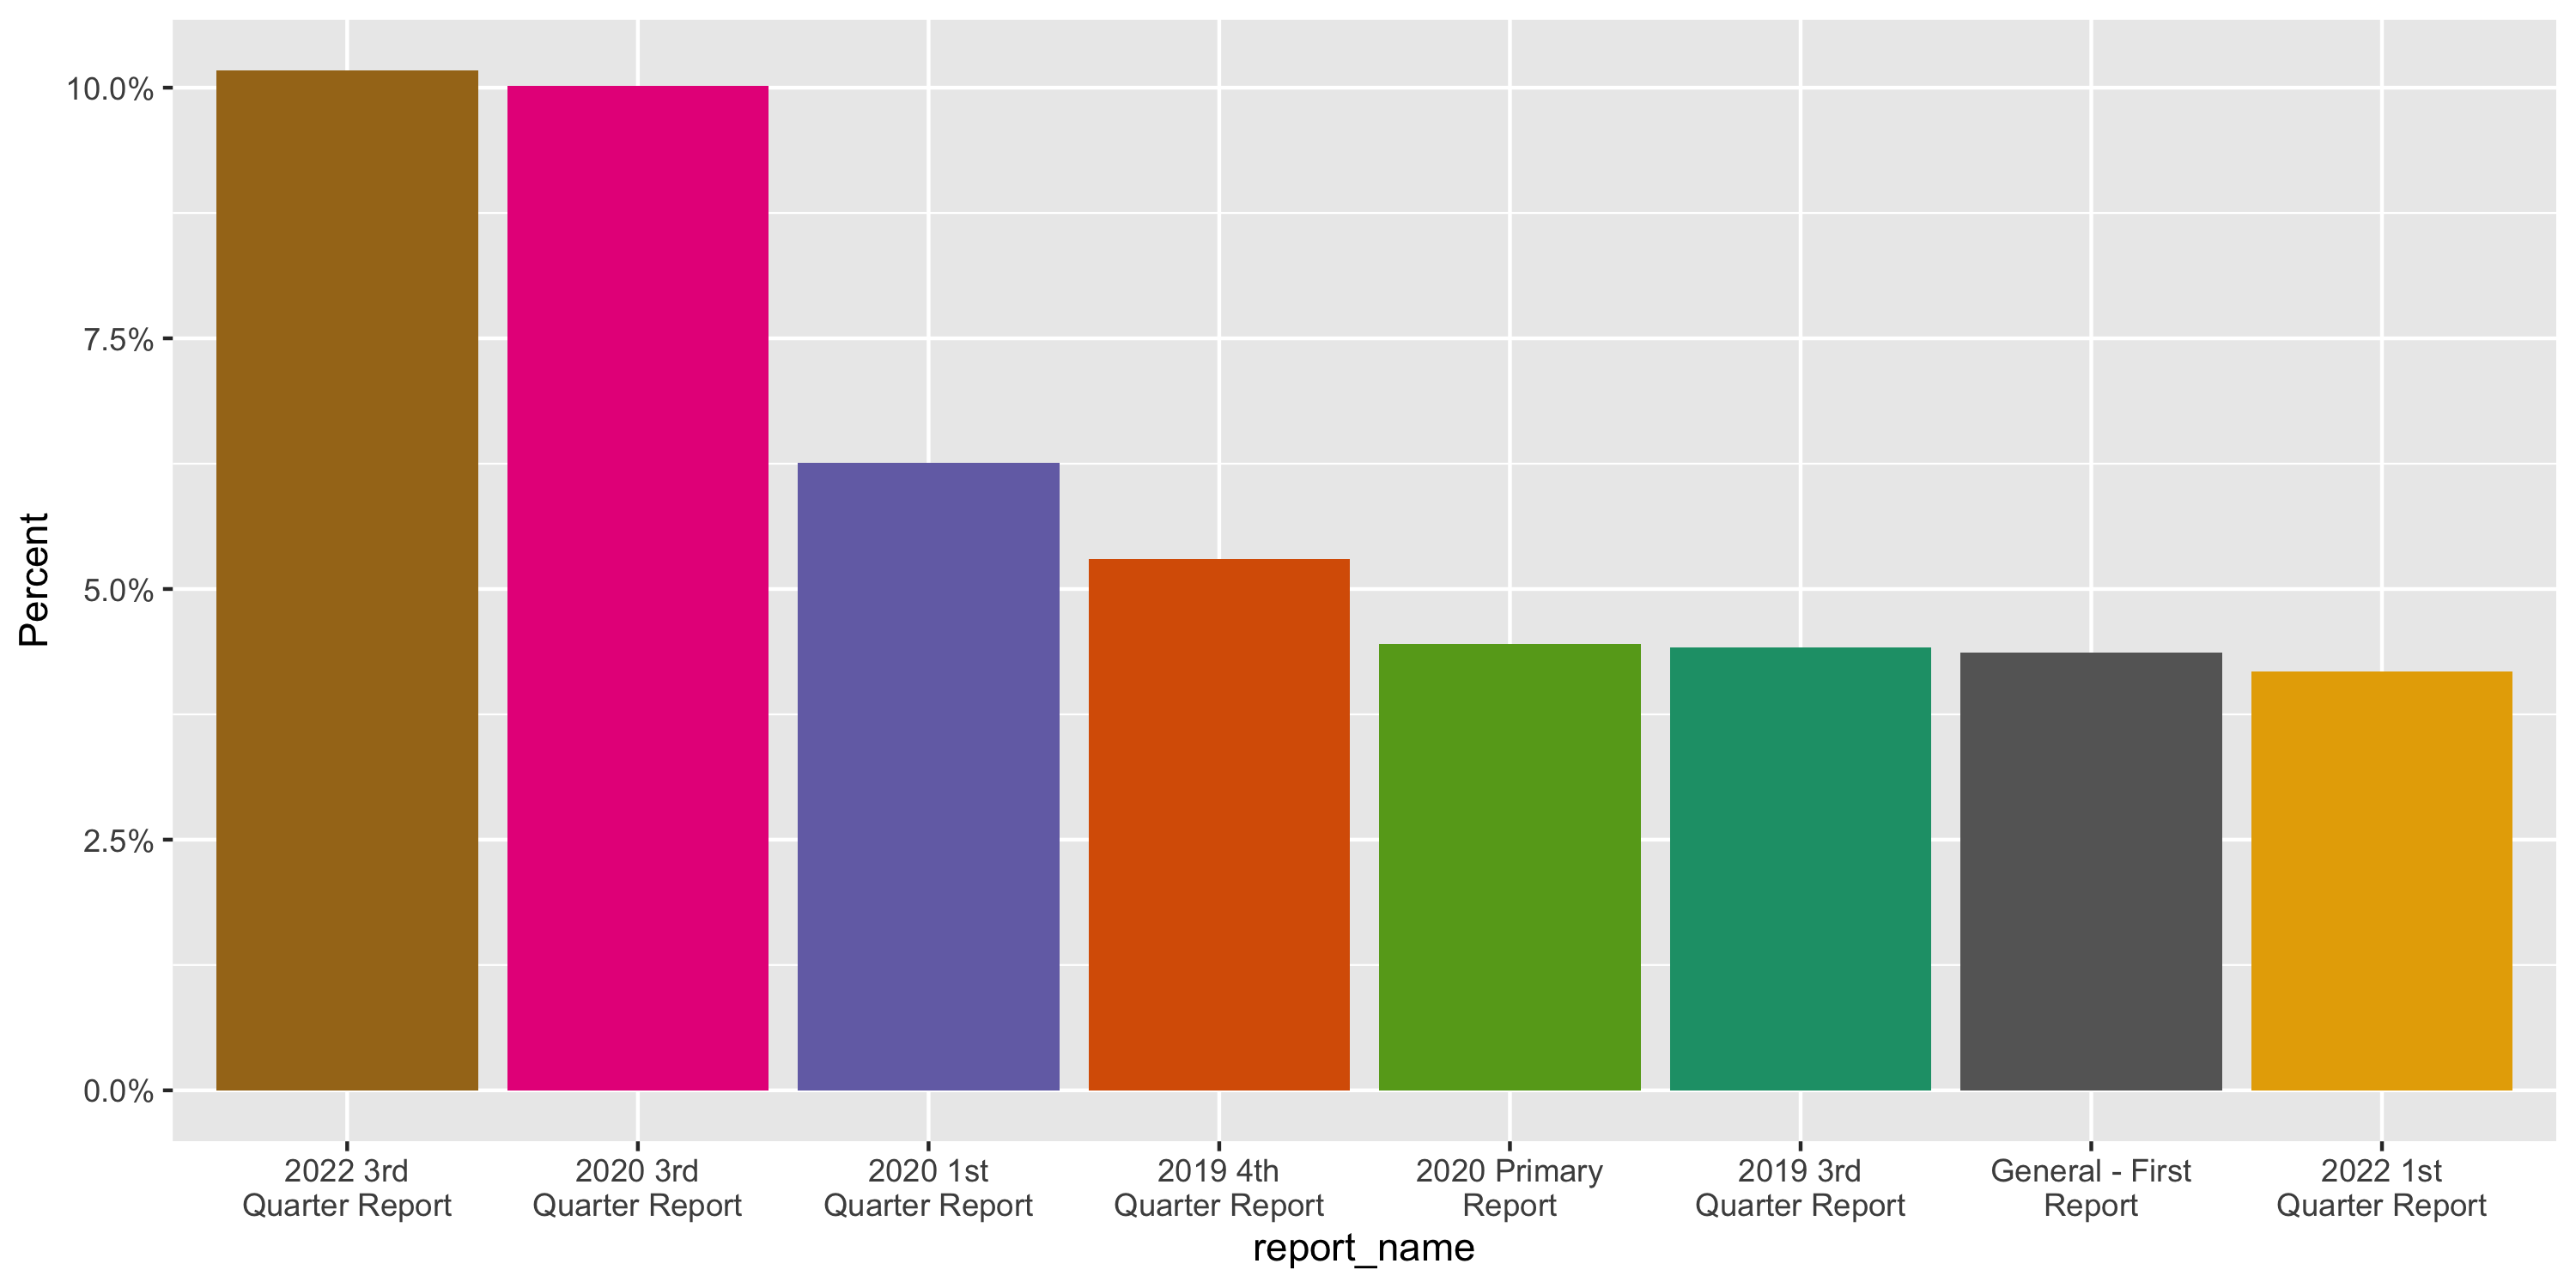 10.0%
7.5%
5.0%
2.5%
0.0%
Percent
2022 3rd
Quarter Report
2020 3rd
Quarter Report
2020 1st
Quarter Report
2019 4th
Quarter Report
2020 Primary
Report
2019 3rd
Quarter Report
General - First
Report
2022 1st
Quarter Report
report_name